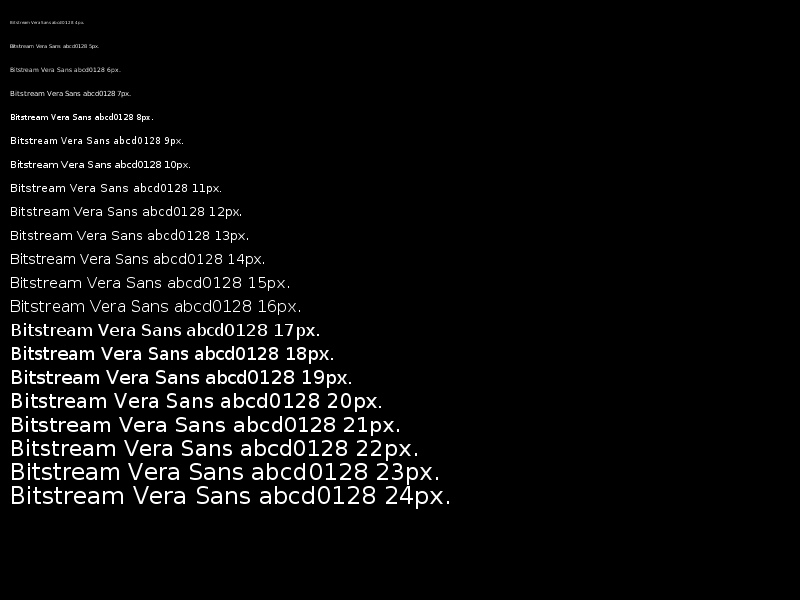 Bitstream Vera Sans abcd0128 4px.
Bitstream Vera Sans abcd0128 5px.
Bitstream Vera Sans abcd0128 6px.
Bitstream Vera Sans abcd0128 7px.
Bitstream Vera Sans abcd0128 8px.
Bitstream Vera Sans abcd0128 9px.
Bitstream Vera Sans abcd0128 10px.
Bitstream Vera Sans abcd0128 11px.
Bitstream Vera Sans abcd0128 12px.
Bitstream Vera Sans abcd0128 13px.
Bitstream Vera Sans abcd0128 14px.
Bitstream Vera Sans abcd0128 15px.
Bitstream Vera Sans abcd0128 16px.
Bitstream Vera Sans abcd0128 17px.
Bitstream Vera Sans abcd0128 18px.
Bitstream Vera Sans abcd0128 19px.
Bitstream Vera Sans abcd0128 20px.
Bitstream Vera Sans abcd0128 21px.
Bitstream Vera Sans abcd0128 22px.
Bitstream Vera Sans abcd0128 23px.
Bitstream Vera Sans abcd0128 24px.